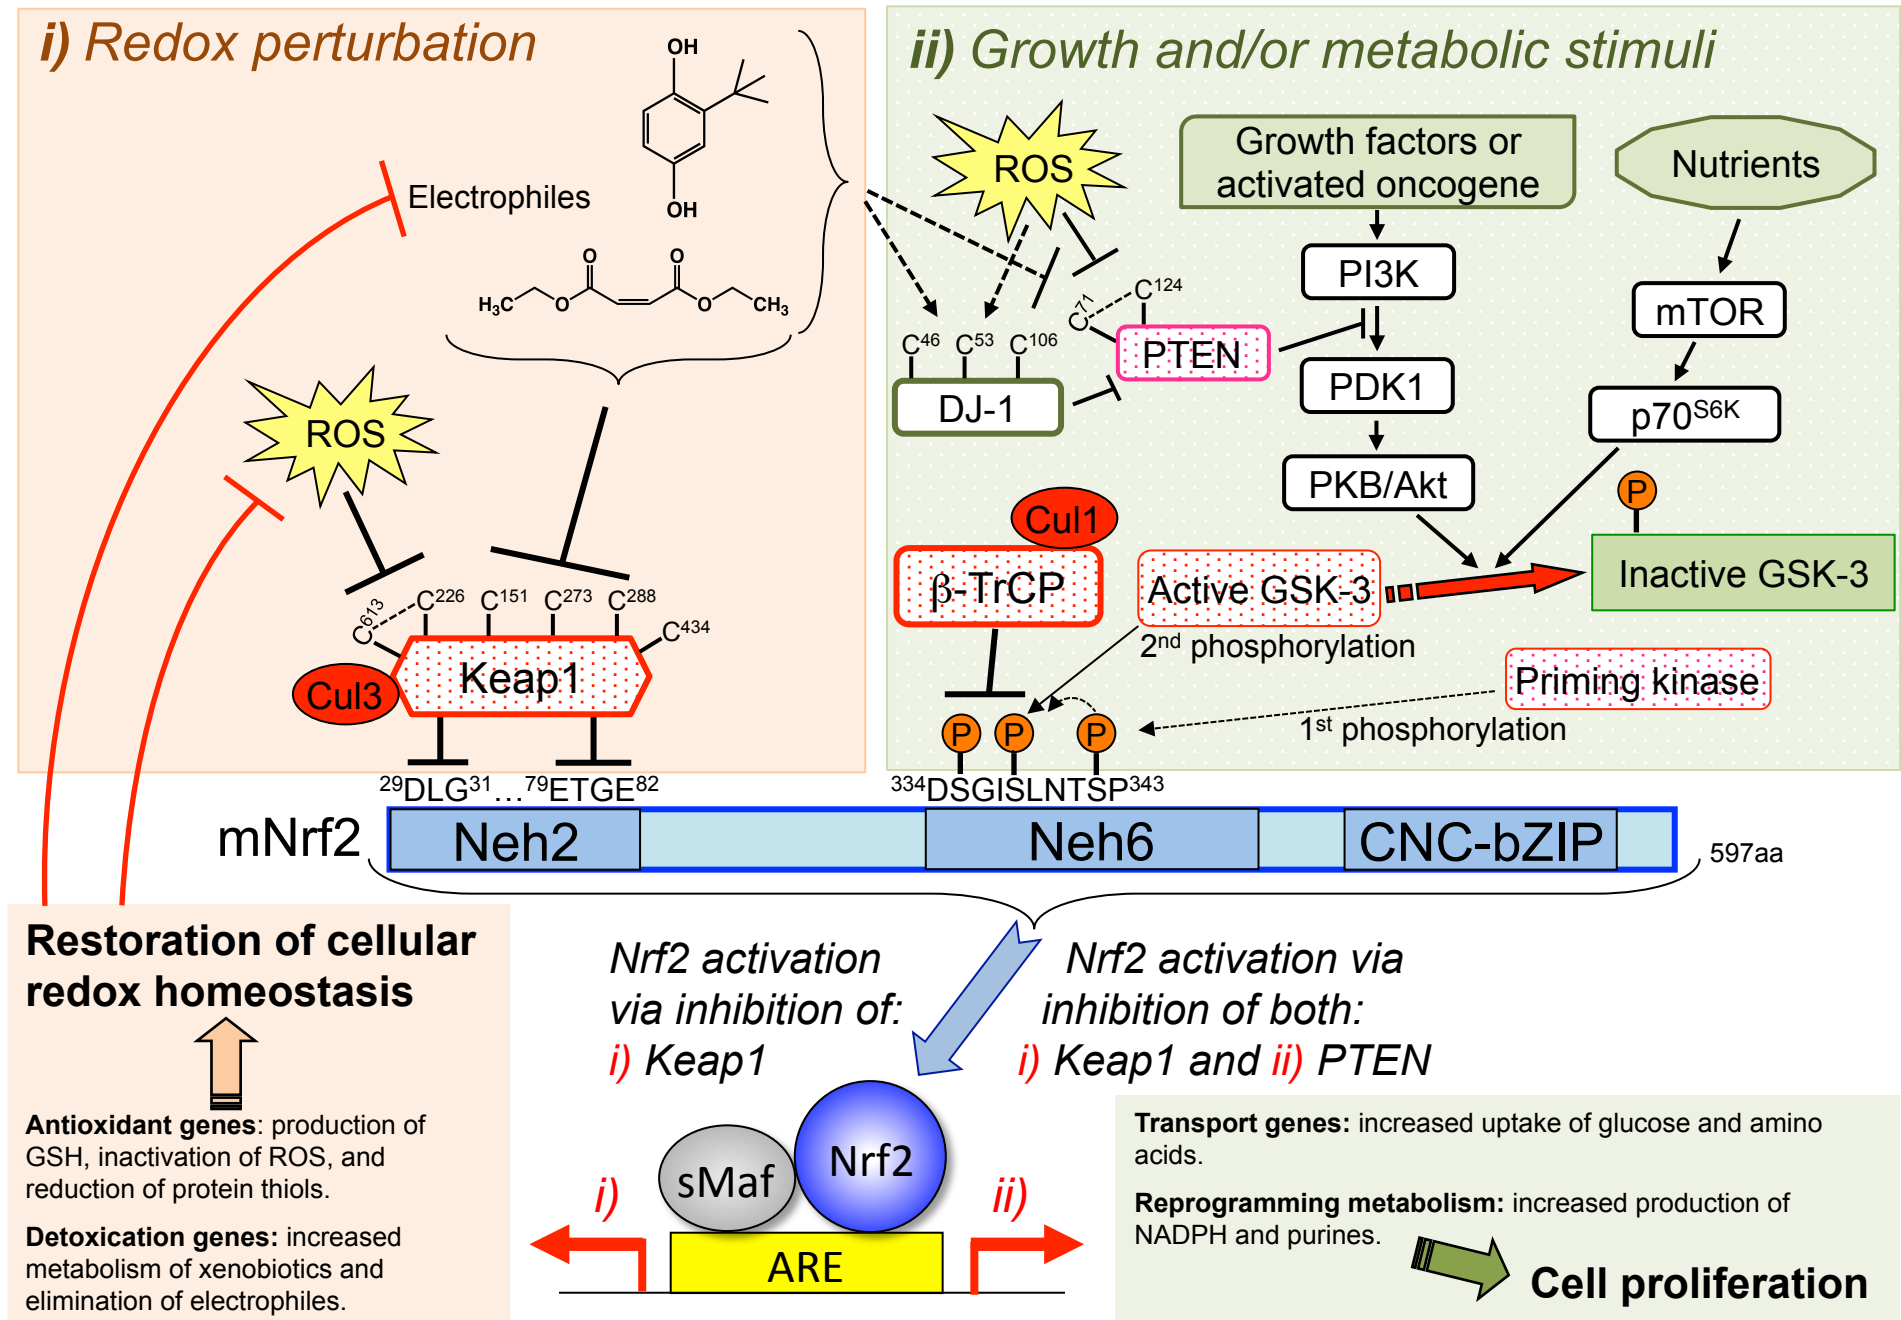 i) Redox perturbation
OH
Electrophiles
OH
O O
H₃C O O CH₃
ROS
C⁶¹³ C²²⁶ C¹⁵¹ C²⁷³ C²⁸⁸ C⁴³⁴
Keap1
Cul3
ii) Growth and/or metabolic stimuli
ROS
Growth factors or
activated oncogene
Nutrients
PI3K
mTOR
C⁷¹ C¹²⁴
PTEN
C⁴⁶ C⁵³ C¹⁰⁶
DJ-1
PDK1
p70ˢ⁶ᴷ
PKB/Akt
P
Cul1
β-TrCP
Active GSK-3
Inactive GSK-3
2ⁿᵈ phosphorylation
Priming kinase
1ˢᵗ phosphorylation
P P P
²⁹DLG³¹... ⁷⁹ETGE⁸²
³³⁴DSGISLNTSP³⁴³
mNrf2
Neh2
Neh6
CNC-bZIP
597aa
Restoration of cellular
redox homeostasis
Antioxidant genes: production of
GSH, inactivation of ROS, and
reduction of protein thiols.
Detoxication genes: increased
metabolism of xenobiotics and
elimination of electrophiles.
Nrf2 activation
via inhibition of:
i) Keap1
Nrf2 activation via
inhibition of both:
i) Keap1 and ii) PTEN
sMaf
Nrf2
i)
ii)
ARE
Transport genes: increased uptake of glucose and amino
acids.
Reprogramming metabolism: increased production of
NADPH and purines.
Cell proliferation